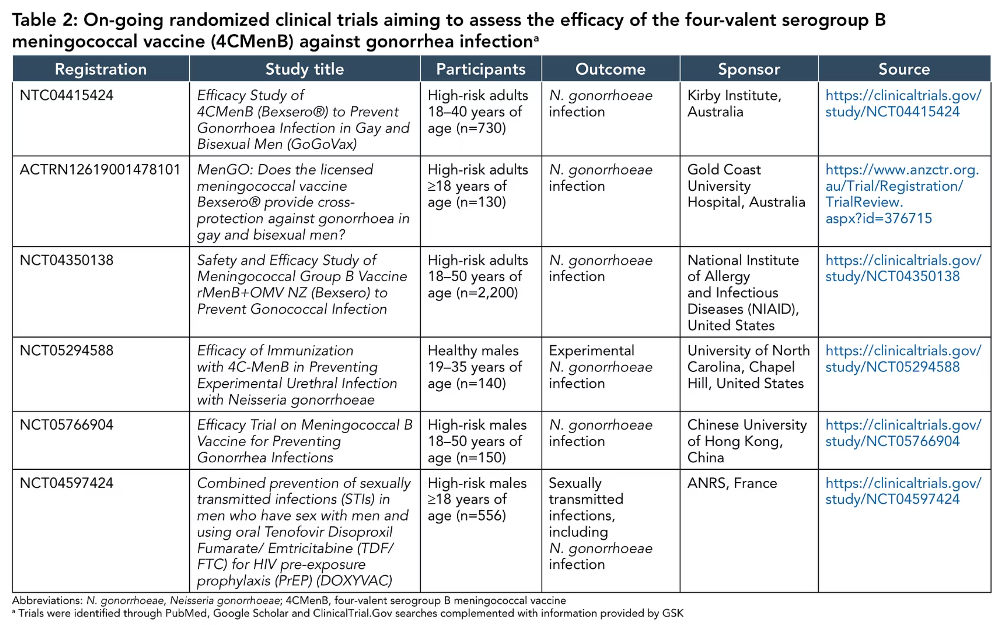 Table 2: On-going randomized clinical trials aiming to assess the efficacy of the four-valent serogroup B
meningococcal vaccine (4CMenB) against gonorrhea infectionᵃ
Registration
Study title
Participants
Outcome
Sponsor
Source
NTC04415424
Efficacy Study of
4CMenB (Bexsero®) to Prevent
Gonorrhoea Infection in Gay and
Bisexual Men (GoGoVax)
High-risk adults
18–40 years of
age (n=730)
N. gonorrhoeae
infection
Kirby Institute,
Australia
https://clinicaltrials.gov/
study/NCT04415424
ACTRN12619001478101
MenGO: Does the licensed
meningococcal vaccine
Bexsero® provide cross-
protection against gonorrhoea in
gay and bisexual men?
High-risk adults
≥18 years of
age (n=130)
N. gonorrhoeae
infection
Gold Coast
University
Hospital, Australia
https://www.anzctr.org.
au/Trial/Registration/
TrialReview.
aspx?id=376715
NCT04350138
Safety and Efficacy Study of
Meningococcal Group B Vaccine
rMenB+OMV NZ (Bexsero) to
Prevent Gonococcal Infection
High-risk adults
18–50 years of
age (n=2,200)
N. gonorrhoeae
infection
National Institute
of Allergy
and Infectious
Diseases (NIAID),
United States
https://clinicaltrials.gov/
study/NCT04350138
NCT05294588
Efficacy of Immunization
with 4C-MenB in Preventing
Experimental Urethral Infection
with Neisseria gonorrhoeae
Healthy males
19–35 years of
age (n=140)
Experimental
N. gonorrhoeae
infection
University of North
Carolina, Chapel
Hill, United States
https://clinicaltrials.gov/
study/NCT05294588
NCT05766904
Efficacy Trial on Meningococcal B
Vaccine for Preventing
Gonorrhea Infections
High-risk males
18–50 years of
age (n=150)
N. gonorrhoeae
infection
Chinese University
of Hong Kong,
China
https://clinicaltrials.gov/
study/NCT05766904
NCT04597424
Combined prevention of sexually
transmitted infections (STIs) in
men who have sex with men and
using oral Tenofovir Disoproxil
Fumarate/ Emtricitabine (TDF/
FTC) for HIV pre-exposure
prophylaxis (PrEP) (DOXYVAC)
High-risk males
≥18 years of
age (n=556)
Sexually
transmitted
infections,
including
N. gonorrhoeae
infection
ANRS, France
https://clinicaltrials.gov/
study/NCT04597424
Abbreviations: N. gonorrhoeae, Neisseria gonorrhoeae; 4CMenB, four-valent serogroup B meningococcal vaccine
ᵃ Trials were identified through PubMed, Google Scholar and ClinicalTrial.Gov searches complemented with information provided by GSK